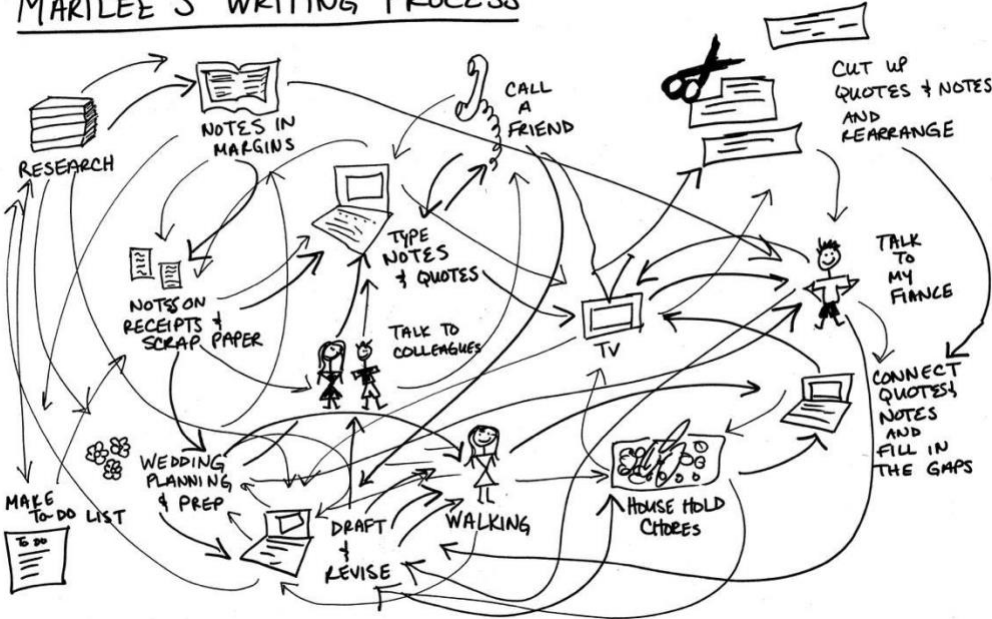 MARILEE'S WRITING PROCESS
RESEARCH
NOTES IN
MARGINS
CALL
A
FRIEND
CUT UP
QUOTES & NOTES
AND
REARRANGE
TYPE
NOTES
& QUOTES
NOTES ON
RECEIPTS &
SCRAP PAPER
TALK TO
COLLEAGUES
TV
TALK
TO
MY
FIANCE
CONNECT
QUOTES &
NOTES
AND
FILL IN
THE GAPS
WEDDING
PLANNING
& PREP
MAKE
TO-DO LIST
TO DO
DRAFT
&
REVISE
WALKING
HOUSE HOLD
CHORES